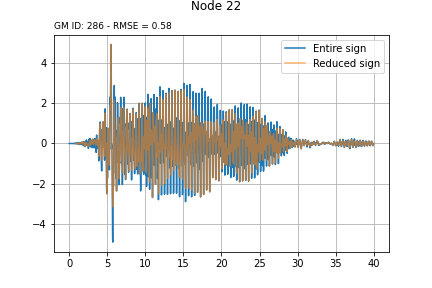 Node 22
GM ID: 286 - RMSE = 0.58
Entire sign
Reduced sign
4
2
0
−2
−4
0 5 10 15 20 25 30 35 40